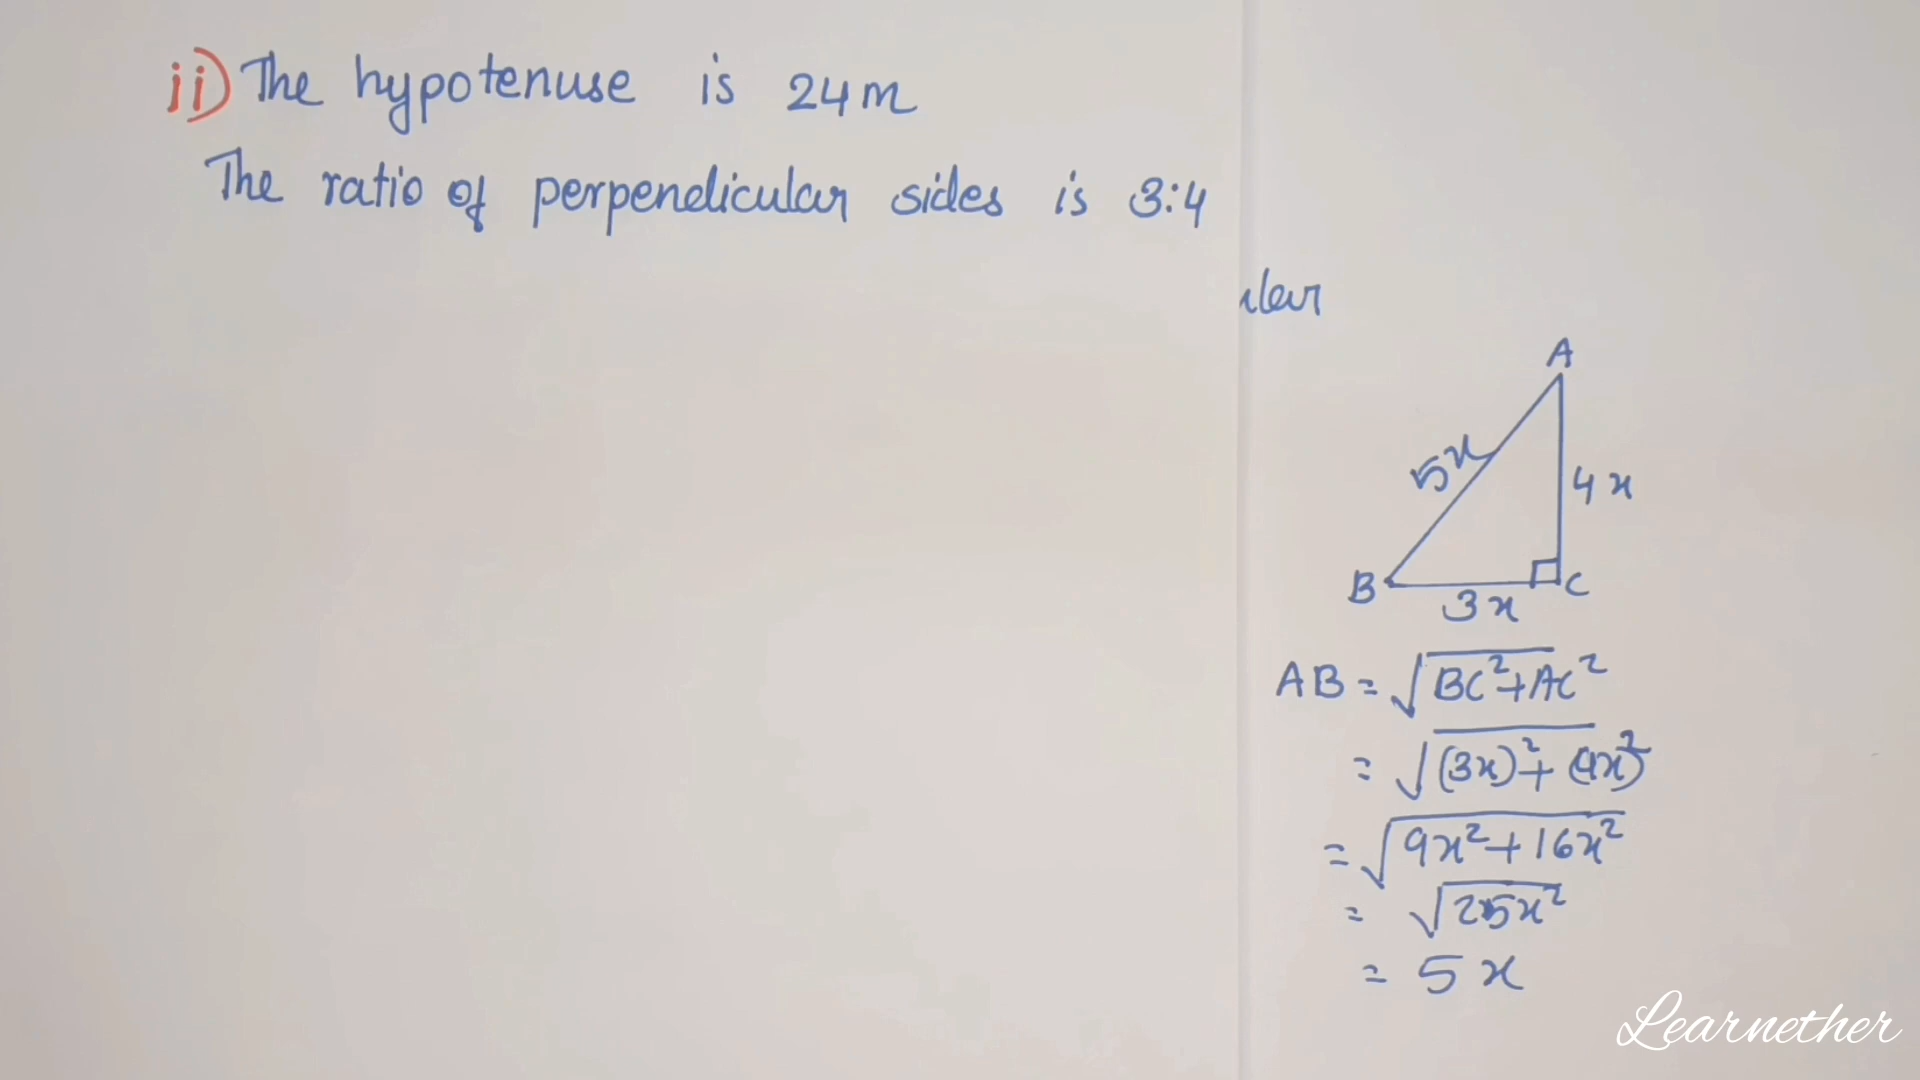 ii) The hypotenuse is 24m
The ratio of perpendicular sides is 3:4
ular
A
5x
4x
B
C
3x
AB = √BC²+AC²
= √(3x)²+(4x)²
= √9x²+16x²
= √25x²
= 5x
Learnether